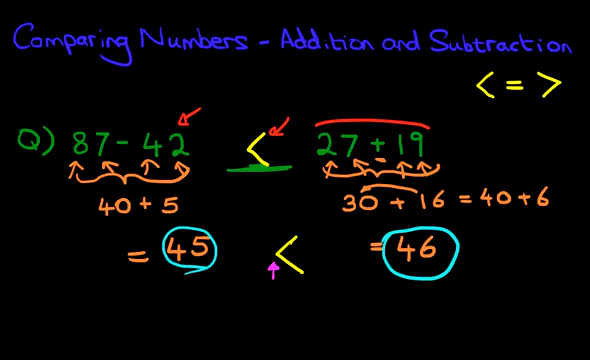 Comparing Numbers - Addition and Subtraction
< = >
Q) 87 - 42 < 27 + 19
40 + 5 30 + 16 = 40 + 6
= 45 < = 46